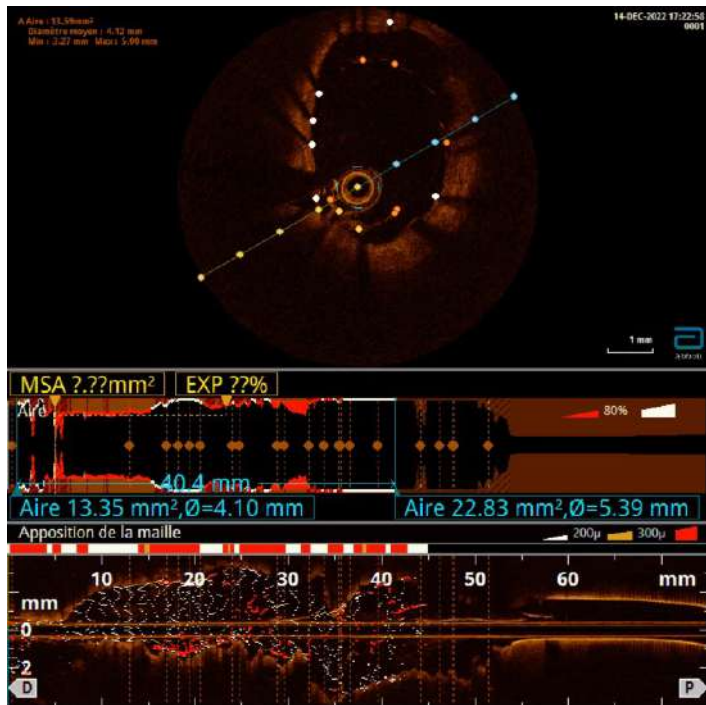 A Aire : 13.59mm²
Diamètre moyen : 4.12 mm
Min : 3.27 mm Max : 5.00 mm
14-DEC-2022 17:22:58
0001
1 mm
Abbott
MSA ?.??mm²
EXP ??%
Aire
80%
40.4 mm
Aire 13.35 mm²,Ø=4.10 mm
Aire 22.83 mm²,Ø=5.39 mm
Apposition de la maille
200µ
300µ
10 20 30 40 50 60 mm
mm
0
2
D
P